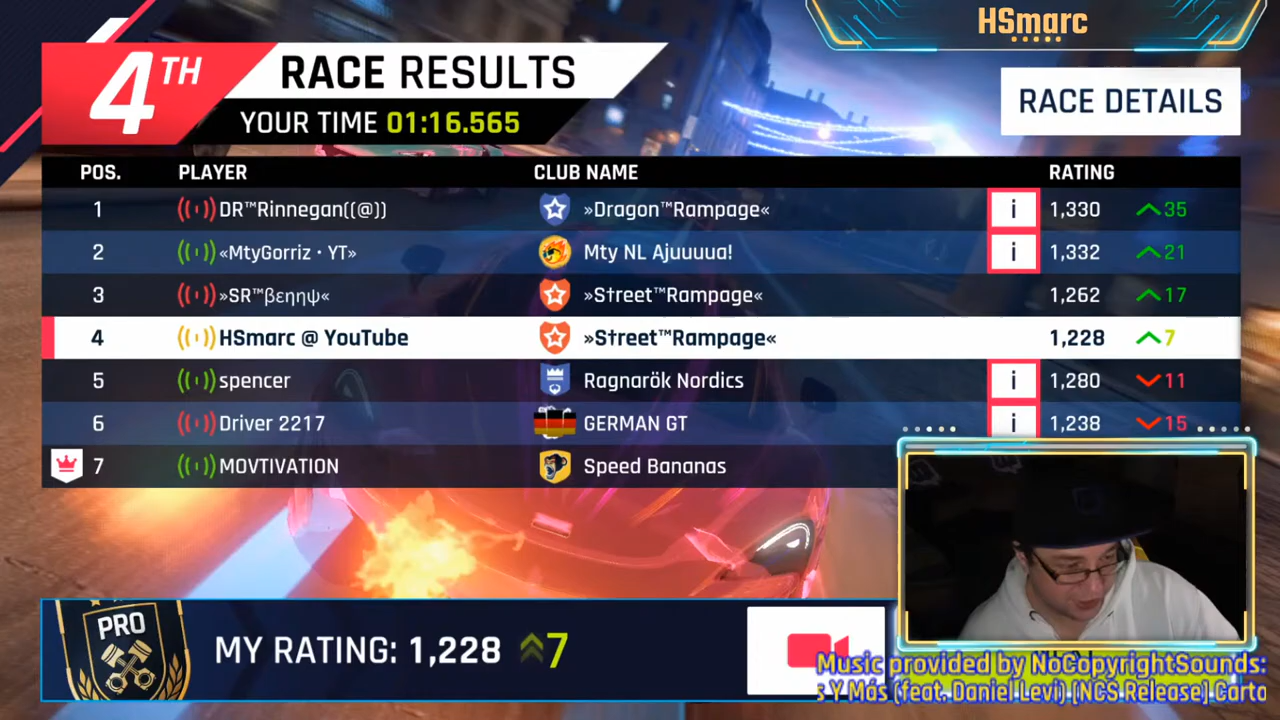 HSmarc
4TH
RACE RESULTS
YOUR TIME 01:16.565
RACE DETAILS
POS. PLAYER CLUB NAME RATING
1 DR™Rinnegan((@)) »Dragon™Rampage« i 1,330 35
2 «MtyGorriz · YT» Mty NL Ajuuuua! i 1,332 21
3 »SR™βεηηψ« »S†reet™Rampage« 1,262 17
4 HSmarc @ YouTube »S†reet™Rampage« 1,228 7
5 spencer Ragnarök Nordics i 1,280 11
6 Driver 2217 GERMAN GT i 1,238 15
7 MOVTIVATION Speed Bananas
PRO
MY RATING: 1,228 7
Music provided by NoCopyrightSounds:
s Y Más (feat. Daniel Levi) [NCS Release] Carto